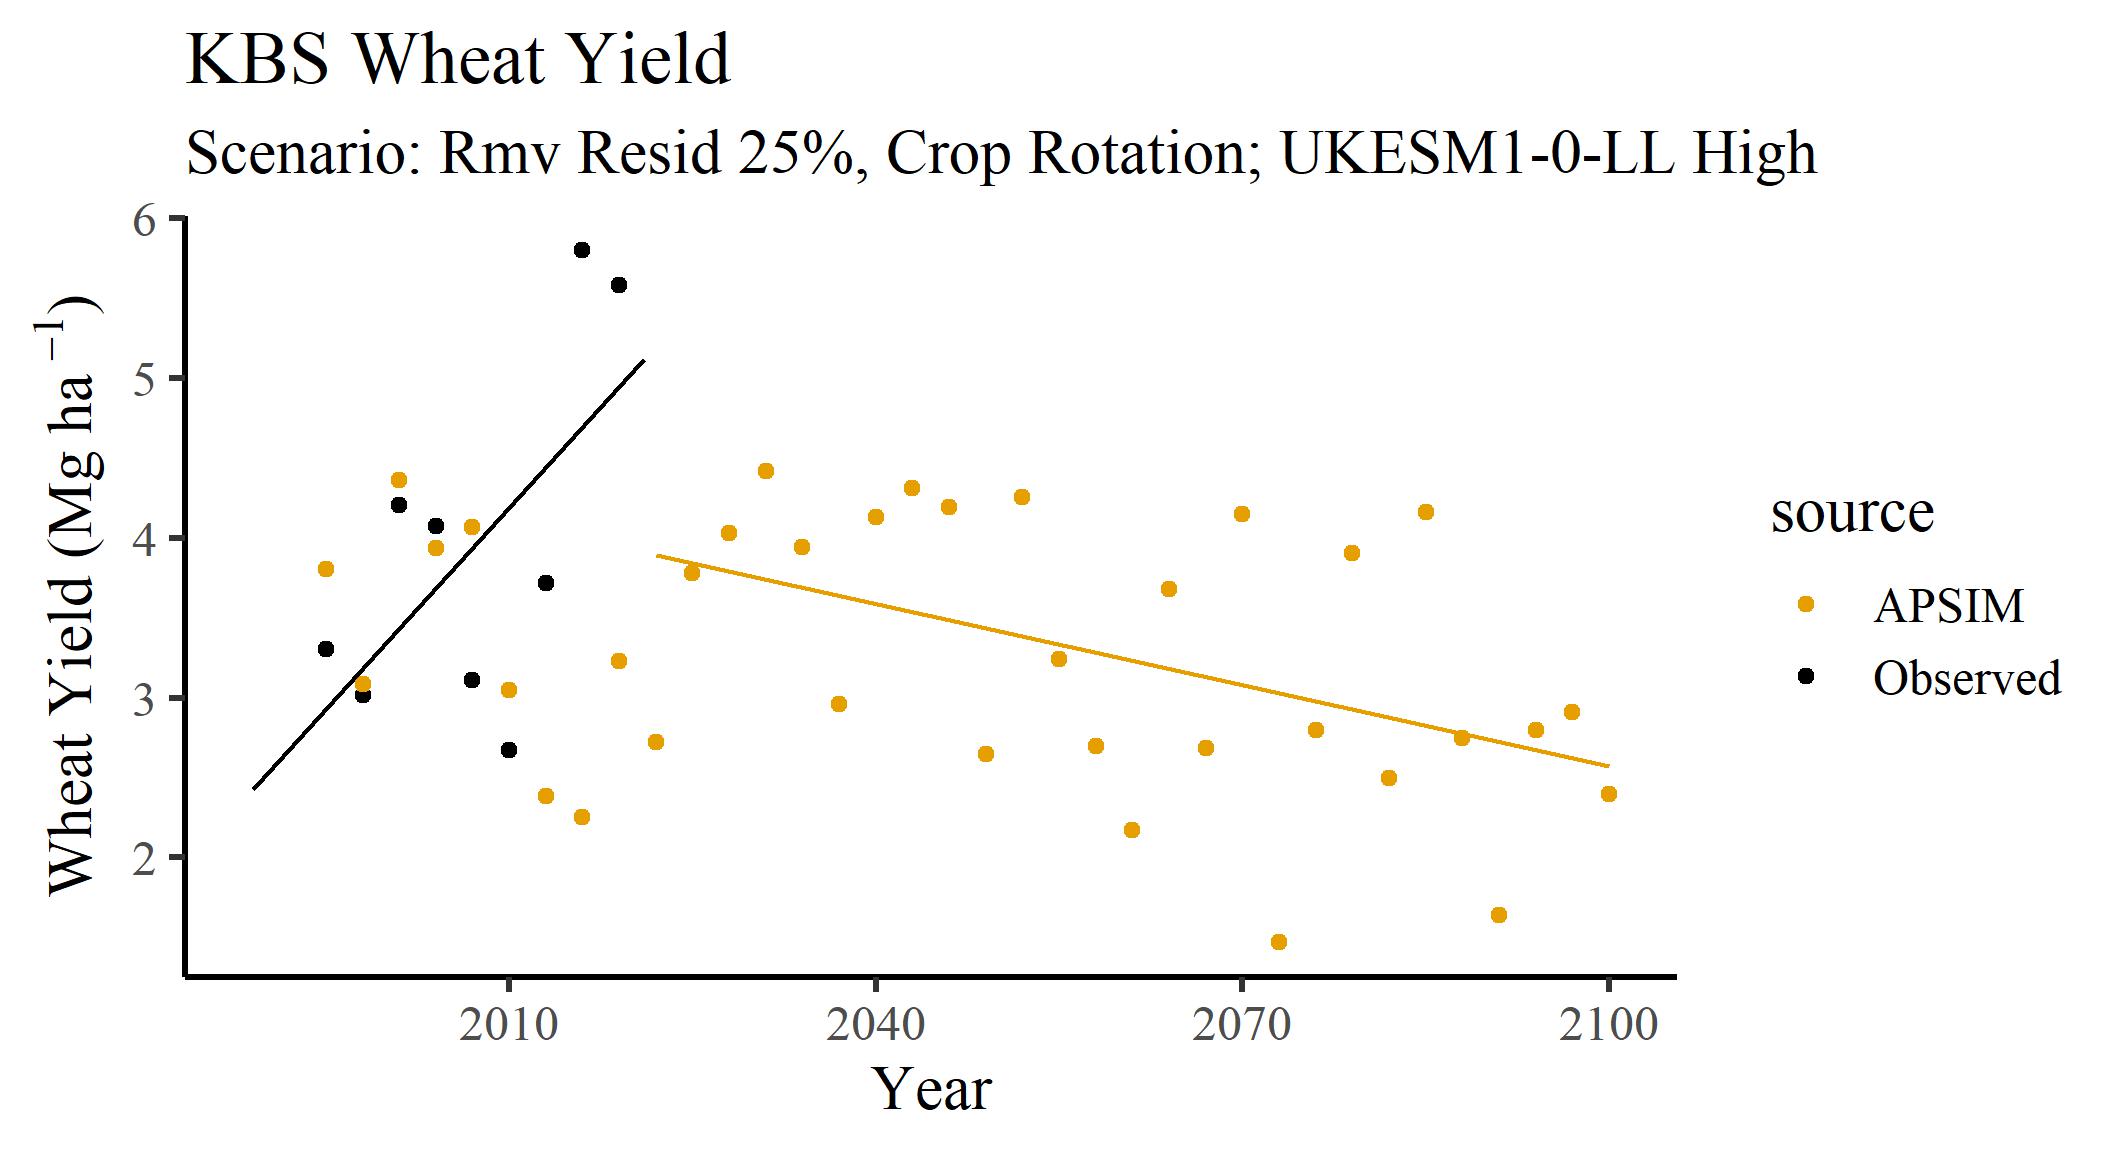 KBS Wheat Yield
Scenario: Rmv Resid 25%, Crop Rotation; UKESM1-0-LL High
Wheat Yield (Mg ha −1)
6
5
4
3
2
2010 2040 2070 2100
Year
source
APSIM
Observed